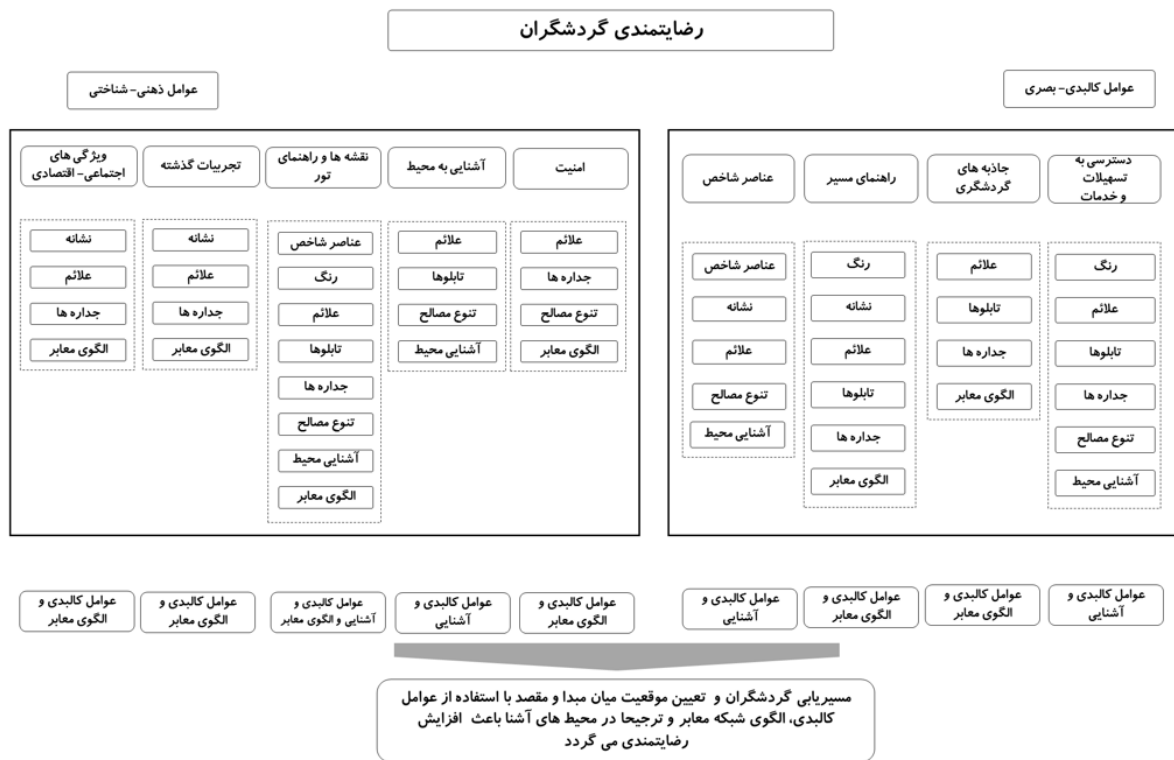 رضایتمندی گردشگران
عوامل کالبدی- بصری
عوامل ذهنی- شناختی
دسترسی به
تسهیلات
و خدمات
رنگ
علائم
تابلوها
جداره ها
تنوع مصالح
آشنایی محیط
جاذبه های
گردشگری
علائم
تابلوها
جداره ها
الگوی معابر
راهنمای مسیر
رنگ
نشانه
علائم
تابلوها
جداره ها
الگوی معابر
عناصر شاخص
عناصر شاخص
نشانه
علائم
تنوع مصالح
آشنایی محیط
امنیت
علائم
جداره ها
تنوع مصالح
الگوی معابر
آشنایی به محیط
علائم
تابلوها
تنوع مصالح
آشنایی محیط
نقشه ها و راهنمای
تور
عناصر شاخص
رنگ
علائم
تابلوها
جداره ها
تنوع مصالح
آشنایی محیط
الگوی معابر
تجربیات گذشته
نشانه
علائم
جداره ها
الگوی معابر
ویژگی های
اجتماعی- اقتصادی
نشانه
علائم
جداره ها
الگوی معابر
عوامل کالبدی و
آشنایی
عوامل کالبدی و
الگوی معابر
عوامل کالبدی و
الگوی معابر
عوامل کالبدی و
آشنایی
عوامل کالبدی و
الگوی معابر
عوامل کالبدی و
آشنایی
عوامل کالبدی و
آشنایی و الگوی معابر
عوامل کالبدی و
الگوی معابر
عوامل کالبدی و
الگوی معابر
مسیریابی گردشگران و تعیین موقعیت میان مبدا و مقصد با استفاده از عوامل
کالبدی، الگوی شبکه معابر و ترجیحا در محیط های آشنا باعث افزایش
رضایتمندی می گردد